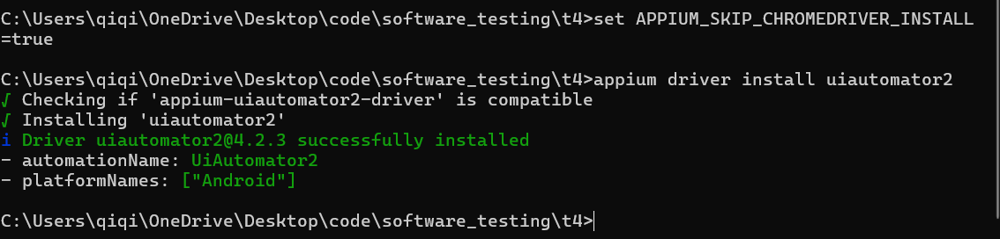 C:\Users\qiqi\OneDrive\Desktop\code\software_testing\t4>set APPIUM_SKIP_CHROMEDRIVER_INSTALL
=true
C:\Users\qiqi\OneDrive\Desktop\code\software_testing\t4>appium driver install uiautomator2
√ Checking if 'appium-uiautomator2-driver' is compatible
√ Installing 'uiautomator2'
i Driver uiautomator2@4.2.3 successfully installed
- automationName: UiAutomator2
- platformNames: ["Android"]
C:\Users\qiqi\OneDrive\Desktop\code\software_testing\t4>